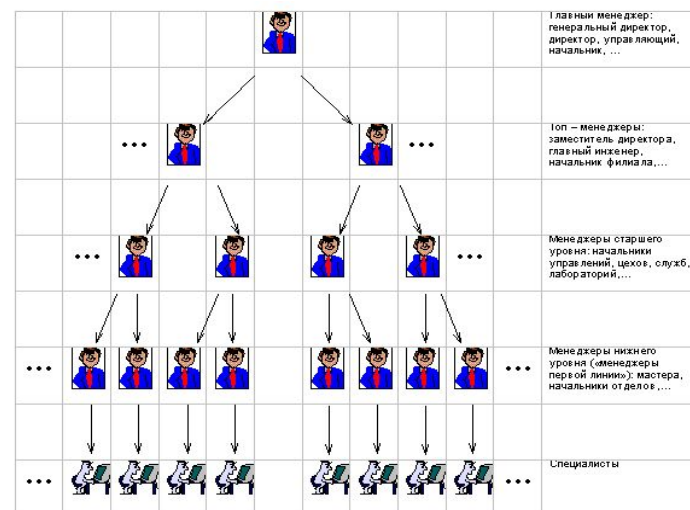 Главный менеджер:
генеральный директор,
директор, управляющий,
начальник, ...
Топ – менеджеры:
заместитель директора,
главный инженер,
начальник филиала,...
Менеджеры старшего
уровня: начальники
управлений, цехов, служб,
лабораторий,...
Менеджеры нижнего
уровня («менеджеры
первой линии»): мастера,
начальники отделов,...
Специалисты